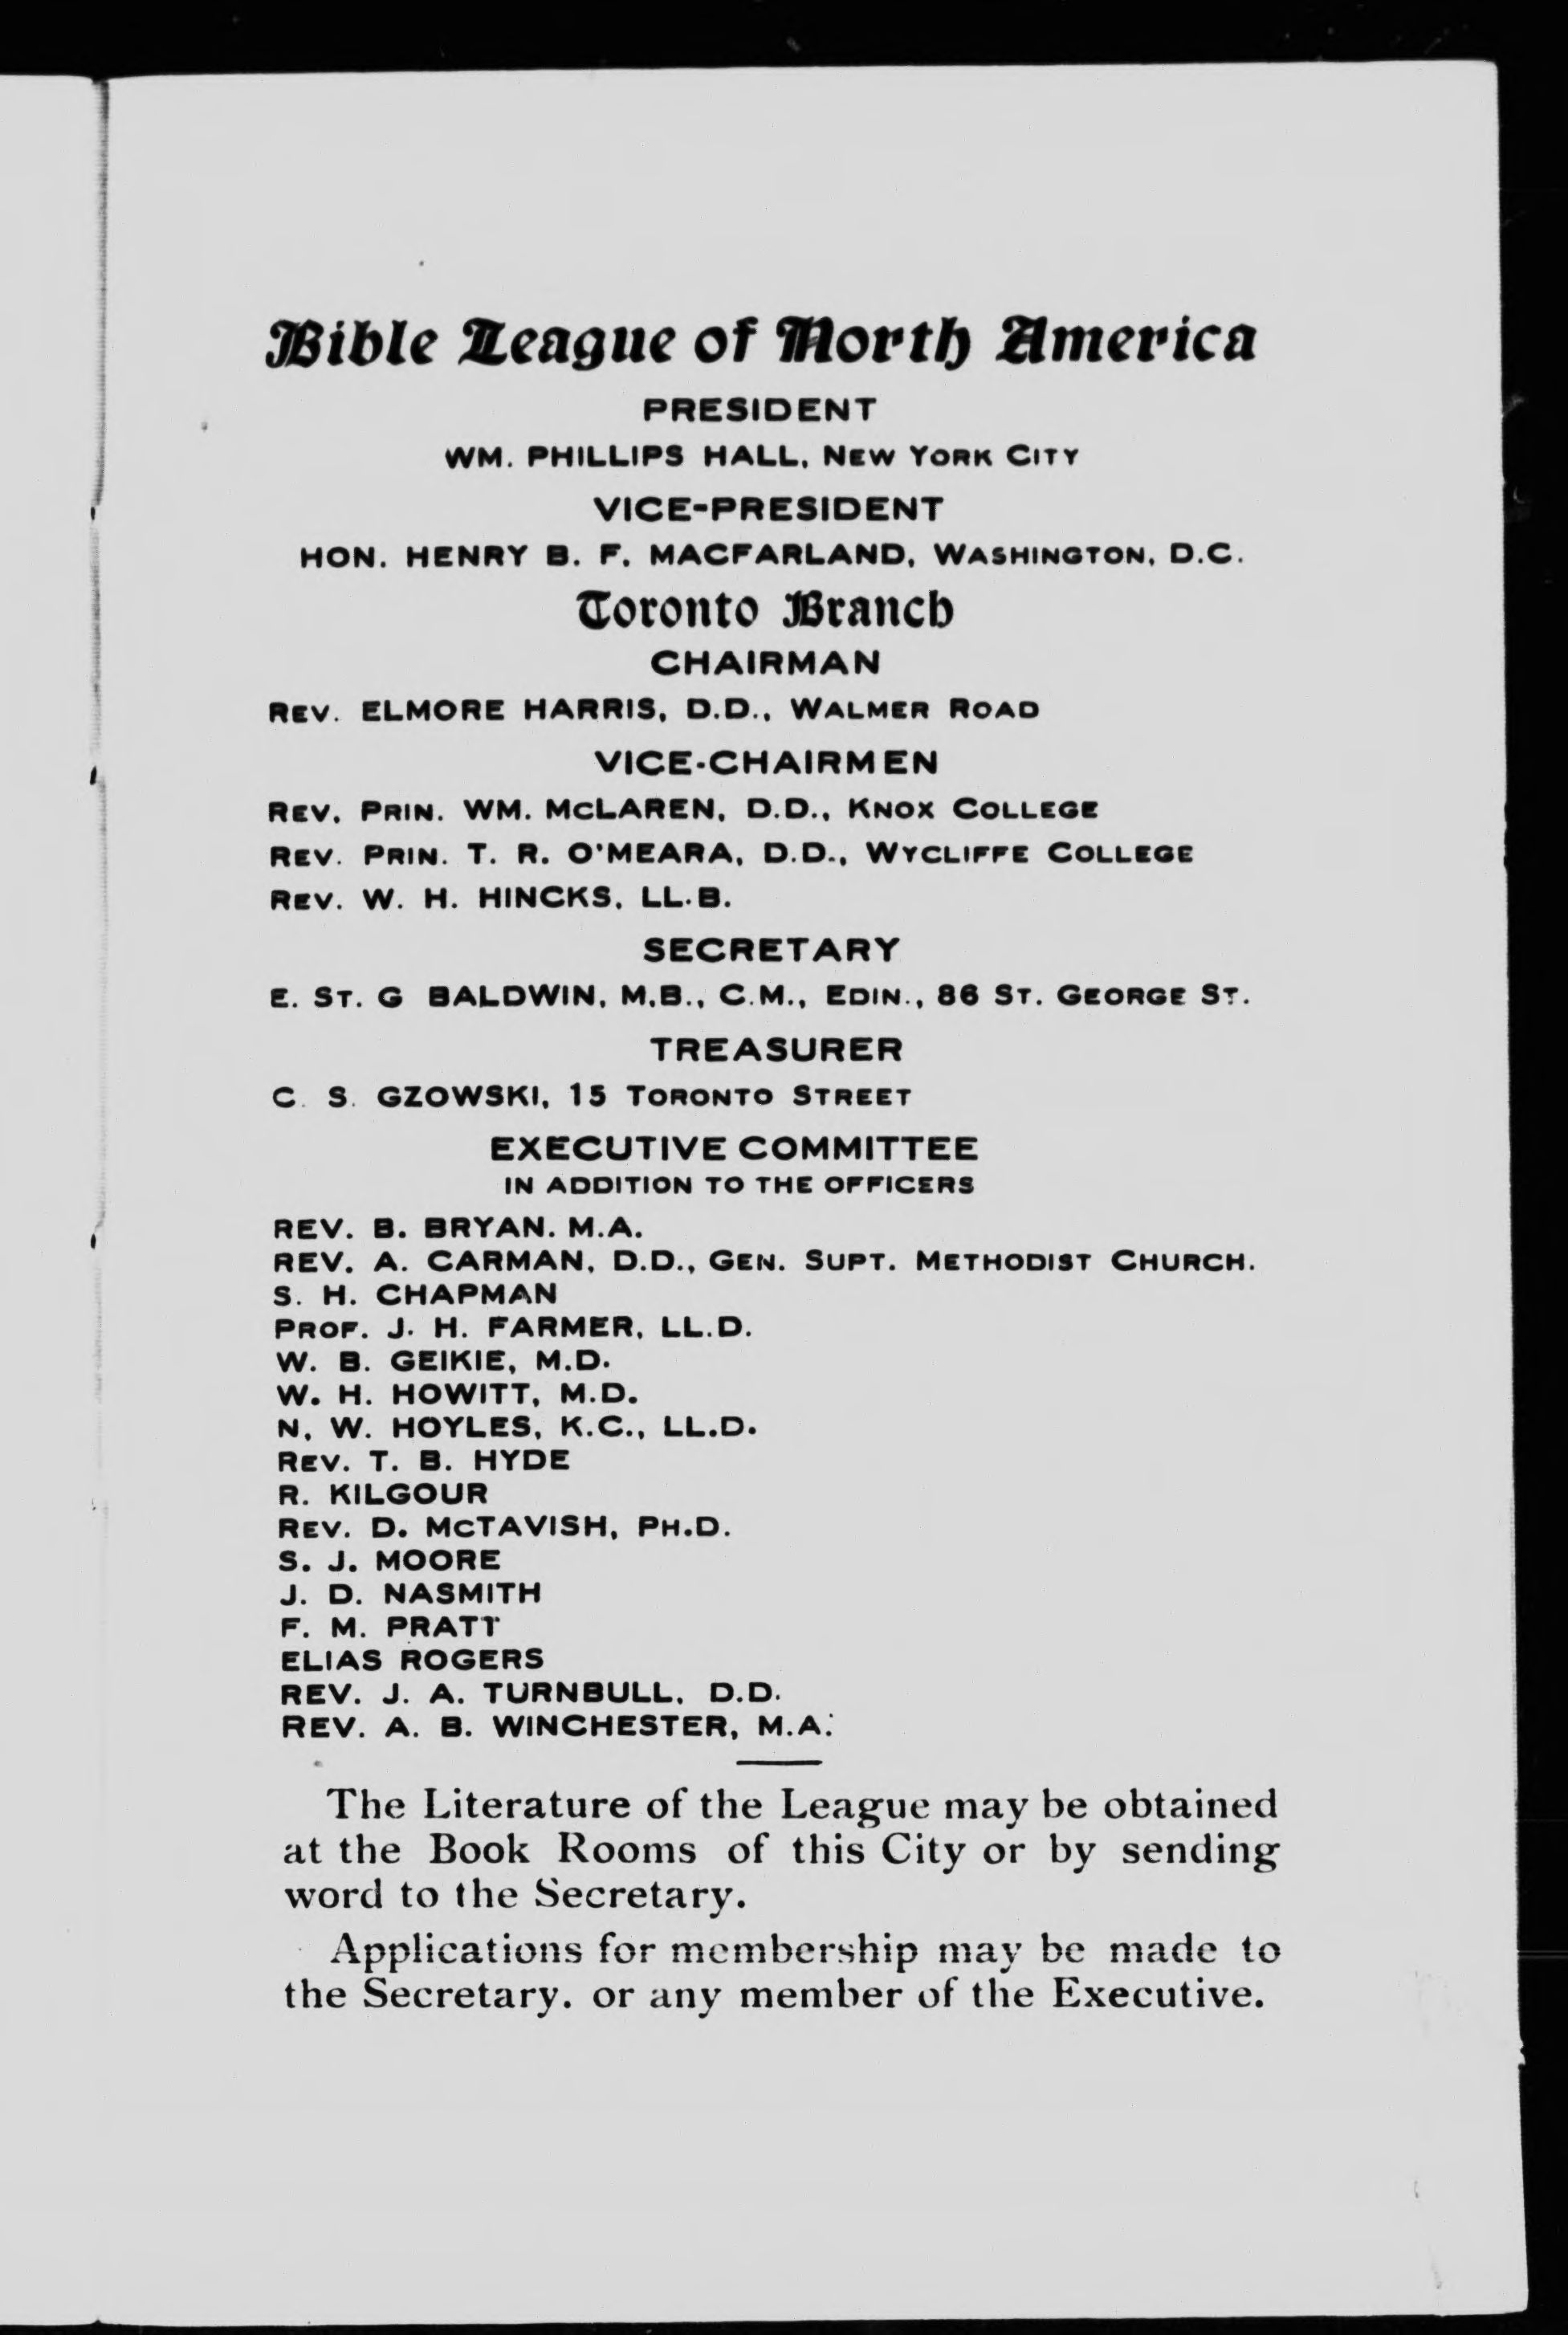 Bible League of North America
PRESIDENT
WM. PHILLIPS HALL, NEW YORK CITY
VICE-PRESIDENT
HON. HENRY B. F. MACFARLAND, WASHINGTON, D.C.
Toronto Branch
CHAIRMAN
REV. ELMORE HARRIS, D.D., WALMER ROAD
VICE-CHAIRMEN
REV. PRIN. WM. McLAREN, D.D., KNOX COLLEGE
REV. PRIN. T. R. O'MEARA, D.D., WYCLIFFE COLLEGE
REV. W. H. HINCKS, LL.B.
SECRETARY
E. ST. G BALDWIN, M.B., C.M., EDIN., 86 ST. GEORGE ST.
TREASURER
C. S. GZOWSKI, 15 TORONTO STREET
EXECUTIVE COMMITTEE
IN ADDITION TO THE OFFICERS
REV. B. BRYAN. M.A.
REV. A. CARMAN, D.D., GEN. SUPT. METHODIST CHURCH.
S. H. CHAPMAN
PROF. J. H. FARMER, LL.D.
W. B. GEIKIE, M.D.
W. H. HOWITT, M.D.
N. W. HOYLES, K.C., LL.D.
REV. T. B. HYDE
R. KILGOUR
REV. D. McTAVISH, PH.D.
S. J. MOORE
J. D. NASMITH
F. M. PRATT
ELIAS ROGERS
REV. J. A. TURNBULL, D.D.
REV. A. B. WINCHESTER, M.A.
The Literature of the League may be obtained
at the Book Rooms of this City or by sending
word to the Secretary.
Applications for membership may be made to
the Secretary. or any member of the Executive.